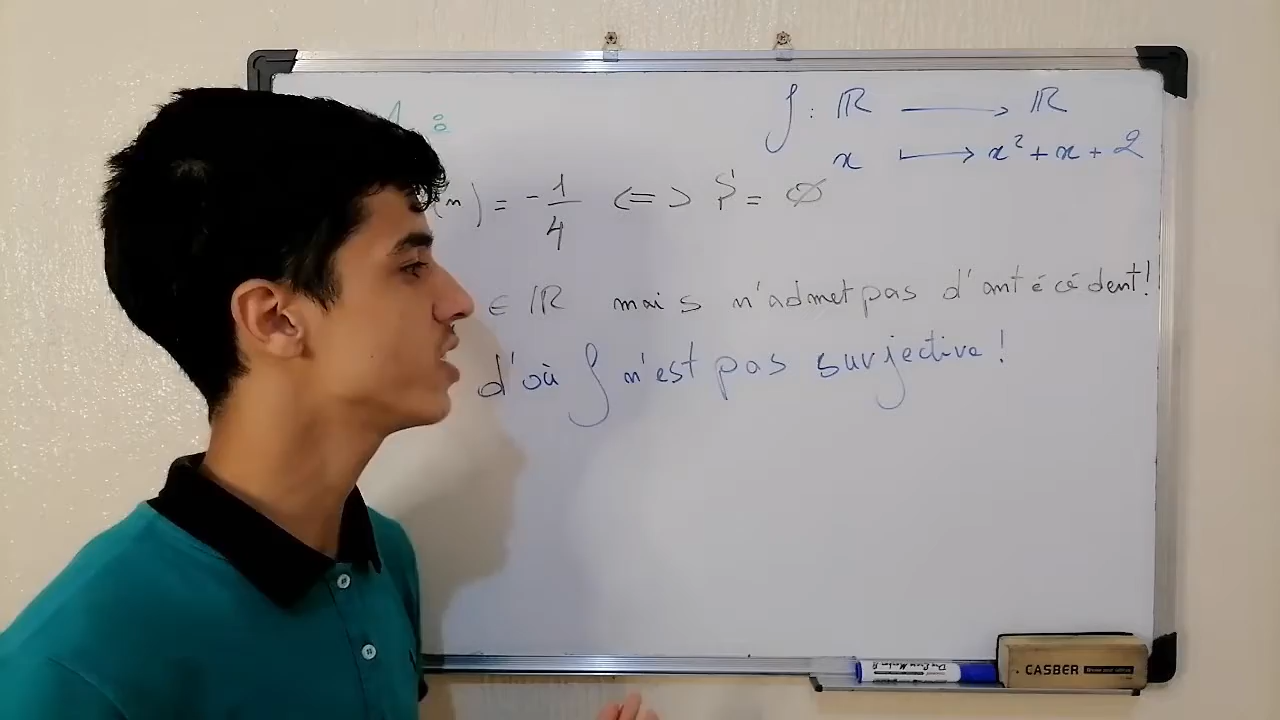 f : ℝ ⟶ ℝ
x ⟼ x² + x + 2
(x) = -1/4 <=> S = ∅
∈ ℝ mais n'admet pas d'antécédent !
d'où f n'est pas surjective !
CASBER